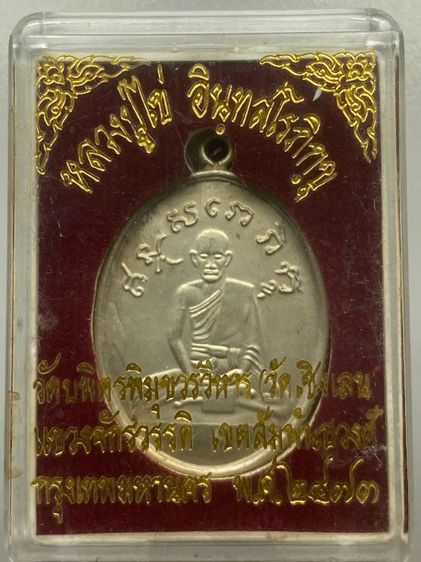 หลวงปู่ไข่ อินฺทสโรภิกฺขุ
วัดบพิตรพิมุขวรวิหาร (วัดเชิงเลน
แขวงจักรวรรดิ เขตสัมพันธวงศ์
กรุงเทพมหานคร พ.ศ. ๒๔๗๓